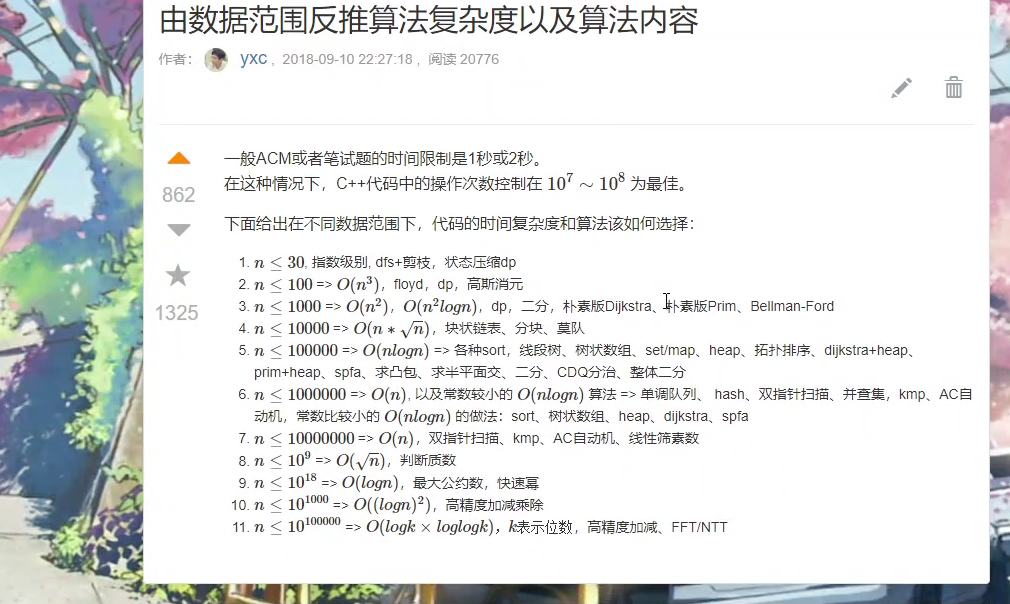 由数据范围反推算法复杂度以及算法内容
作者： yxc ，2018-09-10 22:27:18 ，阅读 20776
一般ACM或者笔试题的时间限制是1秒或2秒。
862
在这种情况下，C++代码中的操作次数控制在 10^7 ∼ 10^8 为最佳。
下面给出在不同数据范围下，代码的时间复杂度和算法该如何选择：
1325
1. n ≤ 30, 指数级别, dfs+剪枝，状态压缩dp
2. n ≤ 100 => O(n^3)，floyd，dp，高斯消元
3. n ≤ 1000 => O(n^2)，O(n^2logn)，dp，二分，朴素版Dijkstra、朴素版Prim、Bellman-Ford
4. n ≤ 10000 => O(n * √n)，块状链表、分块、莫队
5. n ≤ 100000 => O(nlogn) => 各种sort，线段树、树状数组、set/map、heap、拓扑排序、dijkstra+heap、
prim+heap、spfa、求凸包、求半平面交、二分、CDQ分治、整体二分
6. n ≤ 1000000 => O(n), 以及常数较小的 O(nlogn) 算法 => 单调队列、 hash、双指针扫描、并查集，kmp、AC自
动机，常数比较小的 O(nlogn) 的做法：sort、树状数组、heap、dijkstra、spfa
7. n ≤ 10000000 => O(n)，双指针扫描、kmp、AC自动机、线性筛素数
8. n ≤ 10^9 => O(√n)，判断质数
9. n ≤ 10^18 => O(logn)，最大公约数，快速幂
10. n ≤ 10^1000 => O((logn)^2)，高精度加减乘除
11. n ≤ 10^100000 => O(logk × loglogk)，k表示位数，高精度加减、FFT/NTT